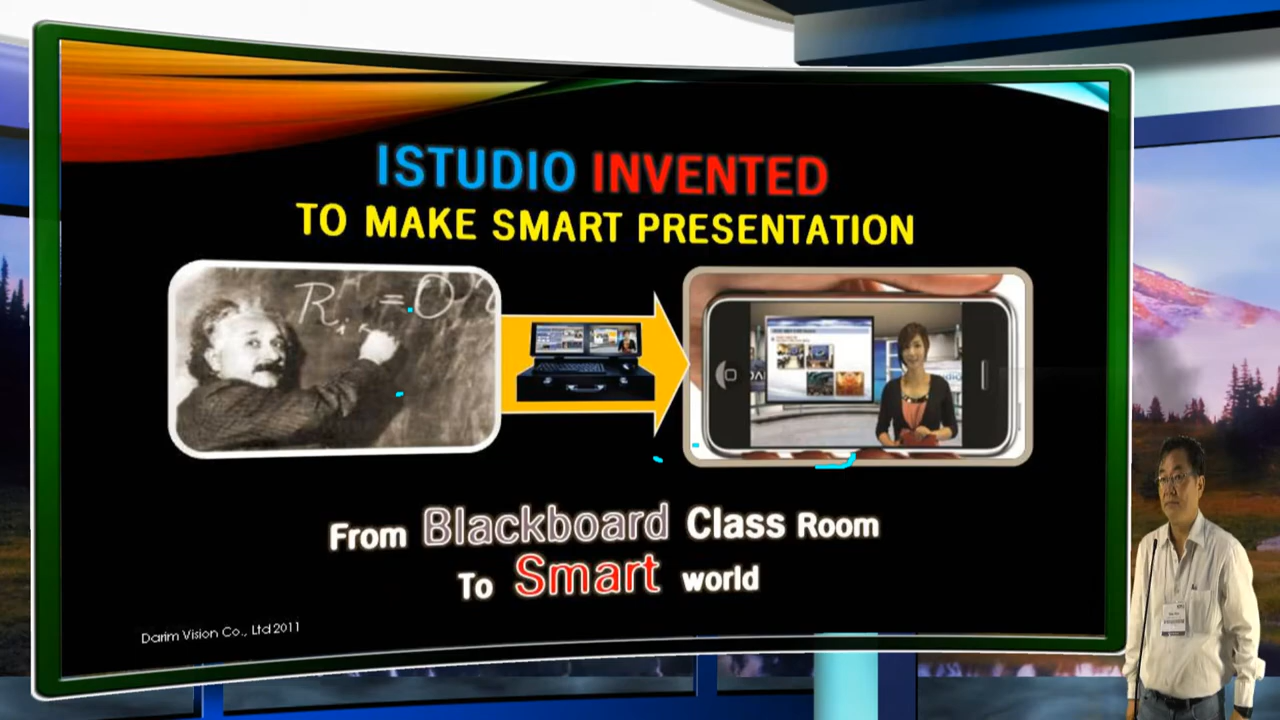 ISTUDIO INVENTED
TO MAKE SMART PRESENTATION
From Blackboard Class Room
To Smart world
Darim Vision Co., Ltd 2011